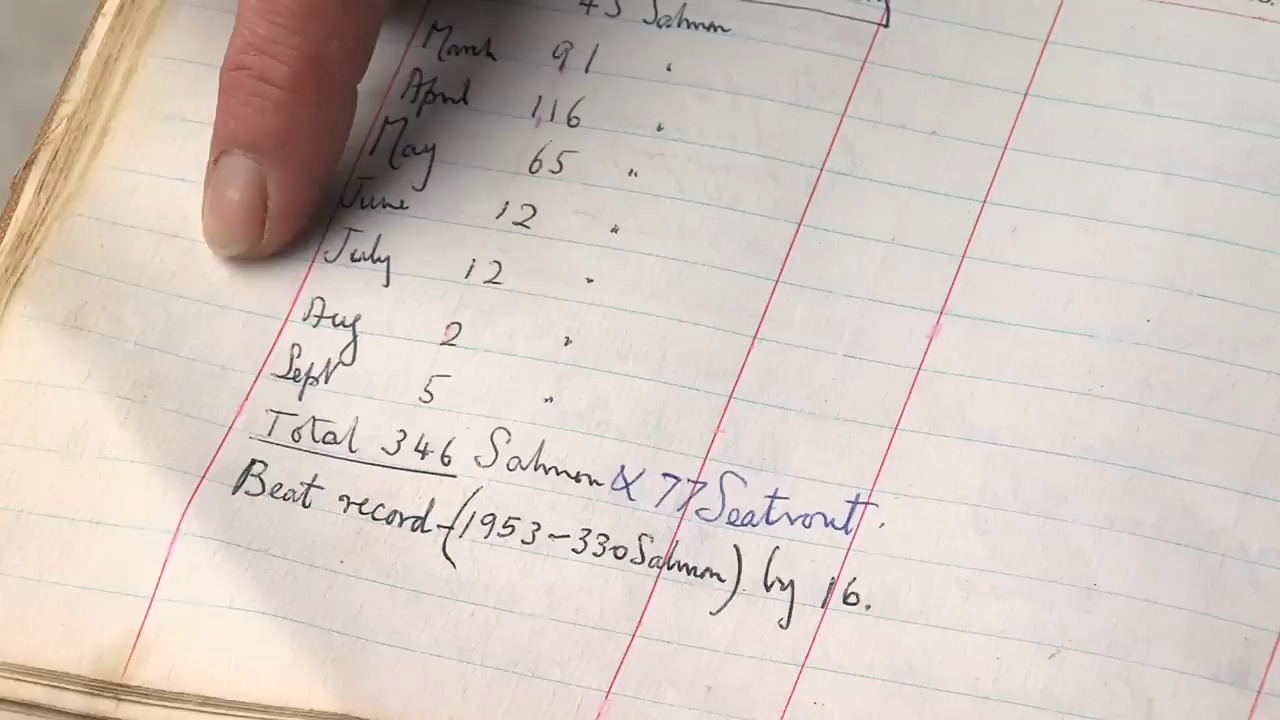 43 Salmon
March 91 "
April 116 "
May 65 "
June 12 "
July 12 "
Aug 2 "
Sept 5 "
Total 346 Salmon & 77 Seatrout.
Beat record - (1953 - 330 Salmon) by 16.